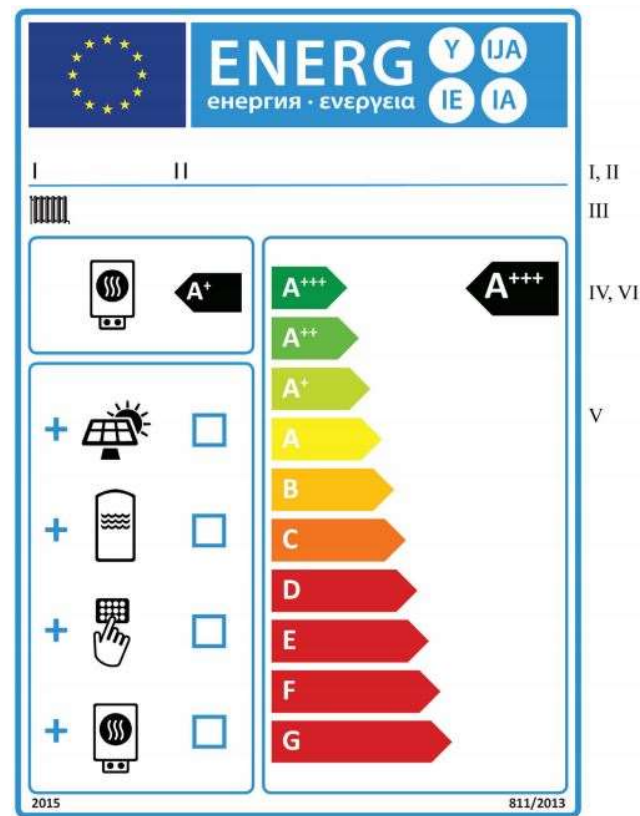 ENERG Y IJA
енергия · ενεργεια IE IA
I II
I, II
III
A+
A+++
A+++
IV, VI
A++
A+
V
A
+
B
+
C
D
+
E
F
+
G
2015
811/2013